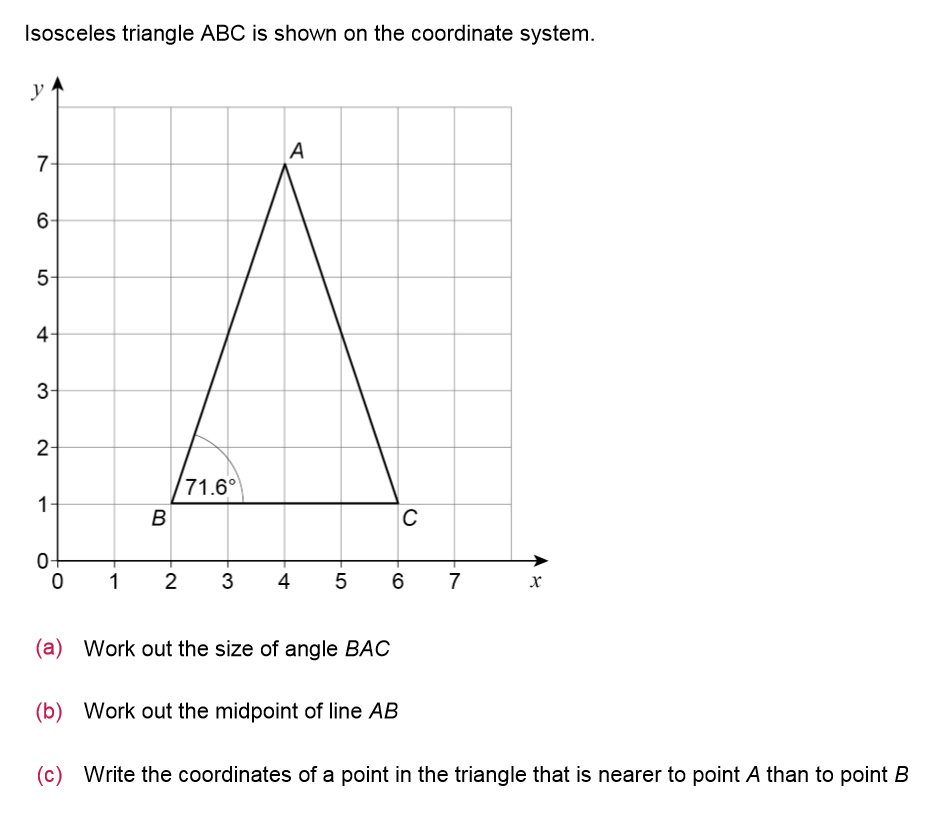 Isosceles triangle ABC is shown on the coordinate system.
y
A
7
6
5
4
3
2
71.6°
1
B
C
0
0 1 2 3 4 5 6 7 x
(a) Work out the size of angle BAC
(b) Work out the midpoint of line AB
(c) Write the coordinates of a point in the triangle that is nearer to point A than to point B